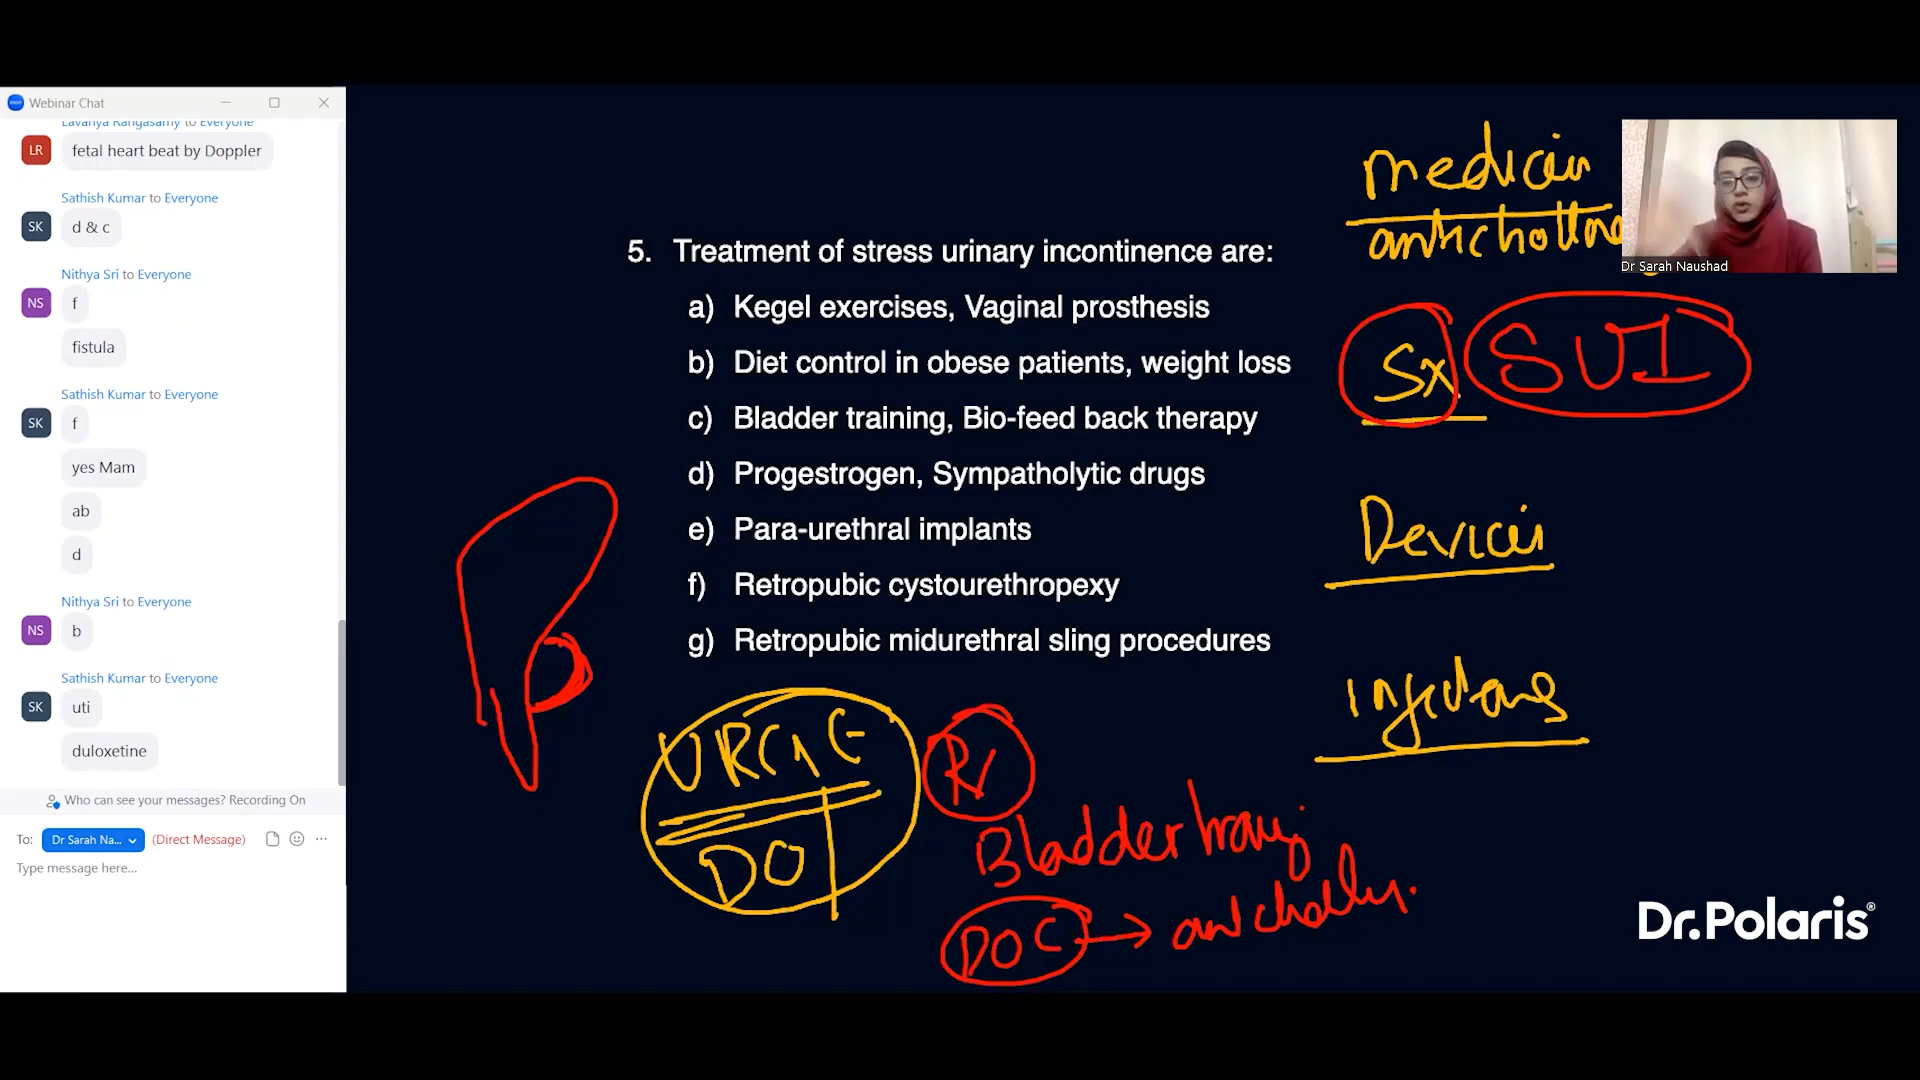 Webinar Chat
Lavanya Rangasamy to Everyone
LR
fetal heart beat by Doppler
Sathish Kumar to Everyone
SK
d & c
Nithya Sri to Everyone
NS
f
fistula
Sathish Kumar to Everyone
SK
f
yes Mam
ab
d
Nithya Sri to Everyone
NS
b
Sathish Kumar to Everyone
SK
uti
duloxetine
Who can see your messages? Recording On
To: Dr Sarah Na... (Direct Message)
Type message here...
5. Treatment of stress urinary incontinence are:
a) Kegel exercises, Vaginal prosthesis
b) Diet control in obese patients, weight loss
c) Bladder training, Bio-feed back therapy
d) Progestrogen, Sympatholytic drugs
e) Para-urethral implants
f) Retropubic cystourethropexy
g) Retropubic midurethral sling procedures
URGE
DO
Rx
Bladder
DOC →
Sx SUI
Dr Sarah Naushad
Dr.Polaris®